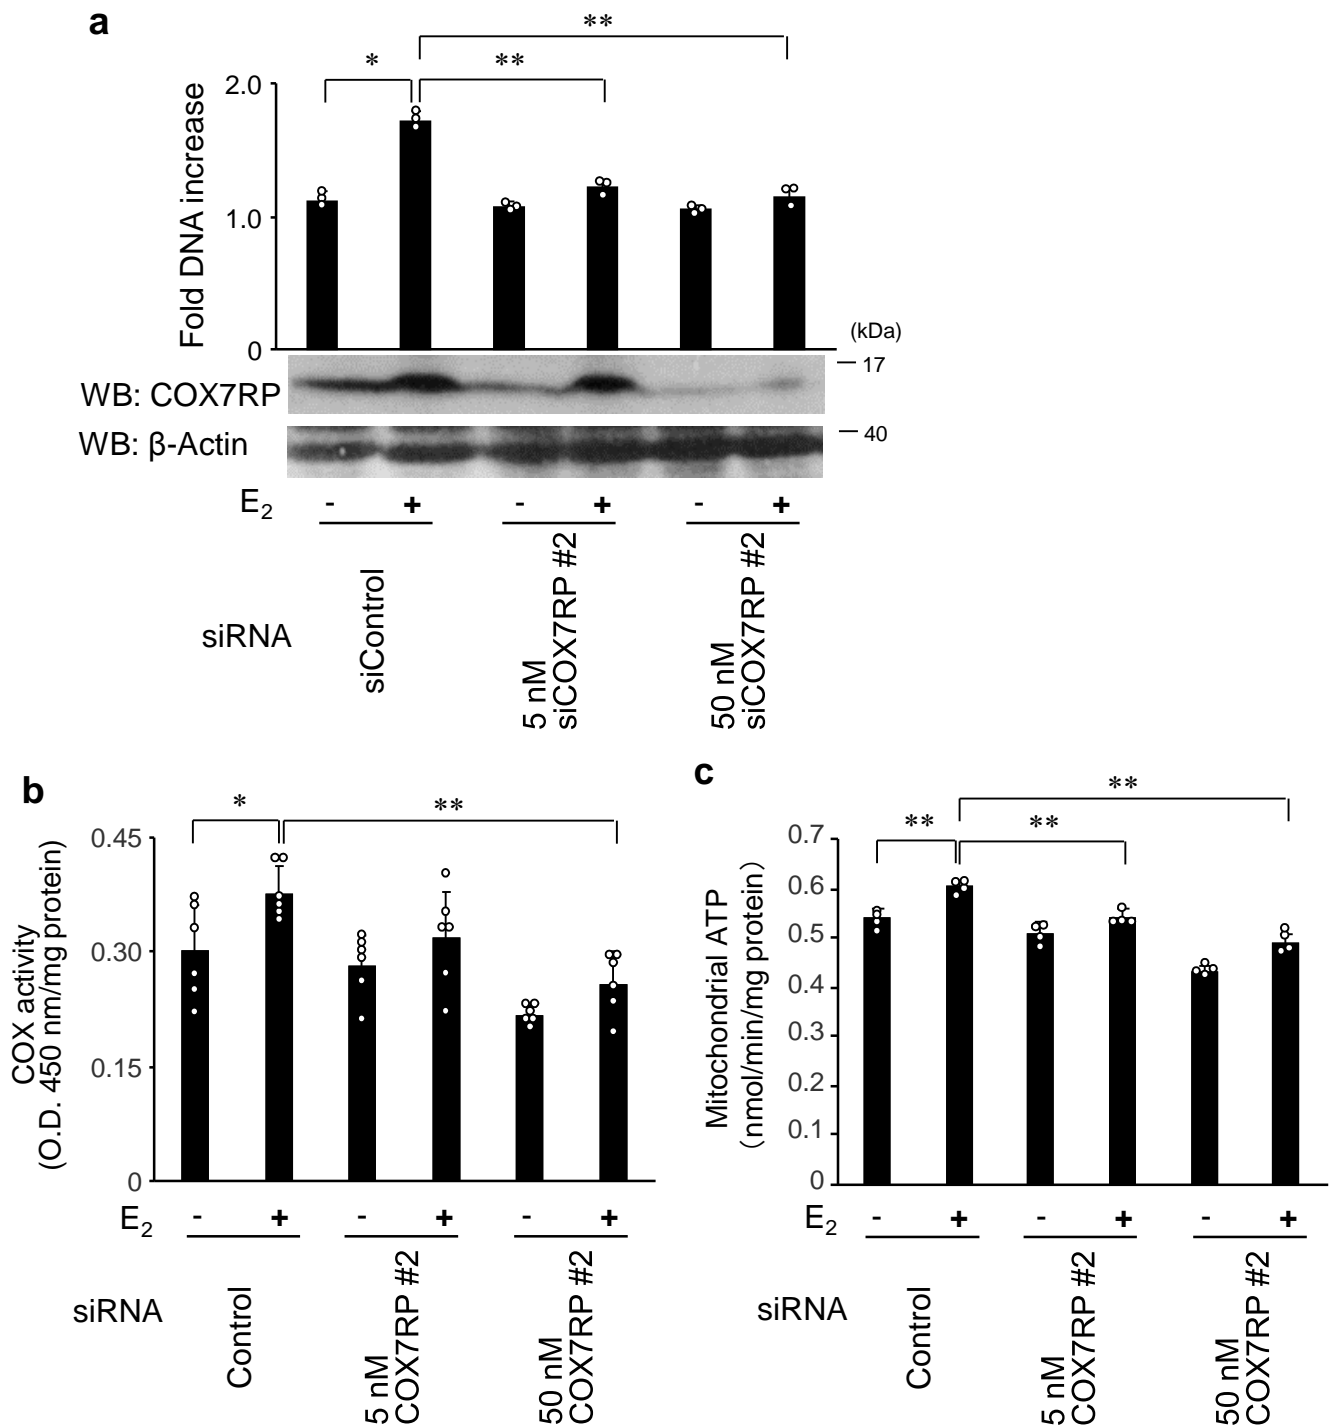 a
**
*
**
2.0
1.0
0
Fold DNA increase
(kDa)
17
WB: COX7RP
40
WB: β-Actin
E2 - + - + - +
siRNA
siControl
5 nM
siCOX7RP #2
50 nM
siCOX7RP #2
b
*
**
0.45
0.30
0.15
0
COX activity
(O.D. 450 nm/mg protein)
E2 - + - + - +
siRNA
Control
5 nM
COX7RP #2
50 nM
COX7RP #2
c
**
**
**
0.7
0.6
0.5
0.4
0.3
0.2
0.1
0
Mitochondrial ATP
(nmol/min/mg protein)
E2 - + - + - +
siRNA
Control
5 nM
COX7RP #2
50 nM
COX7RP #2